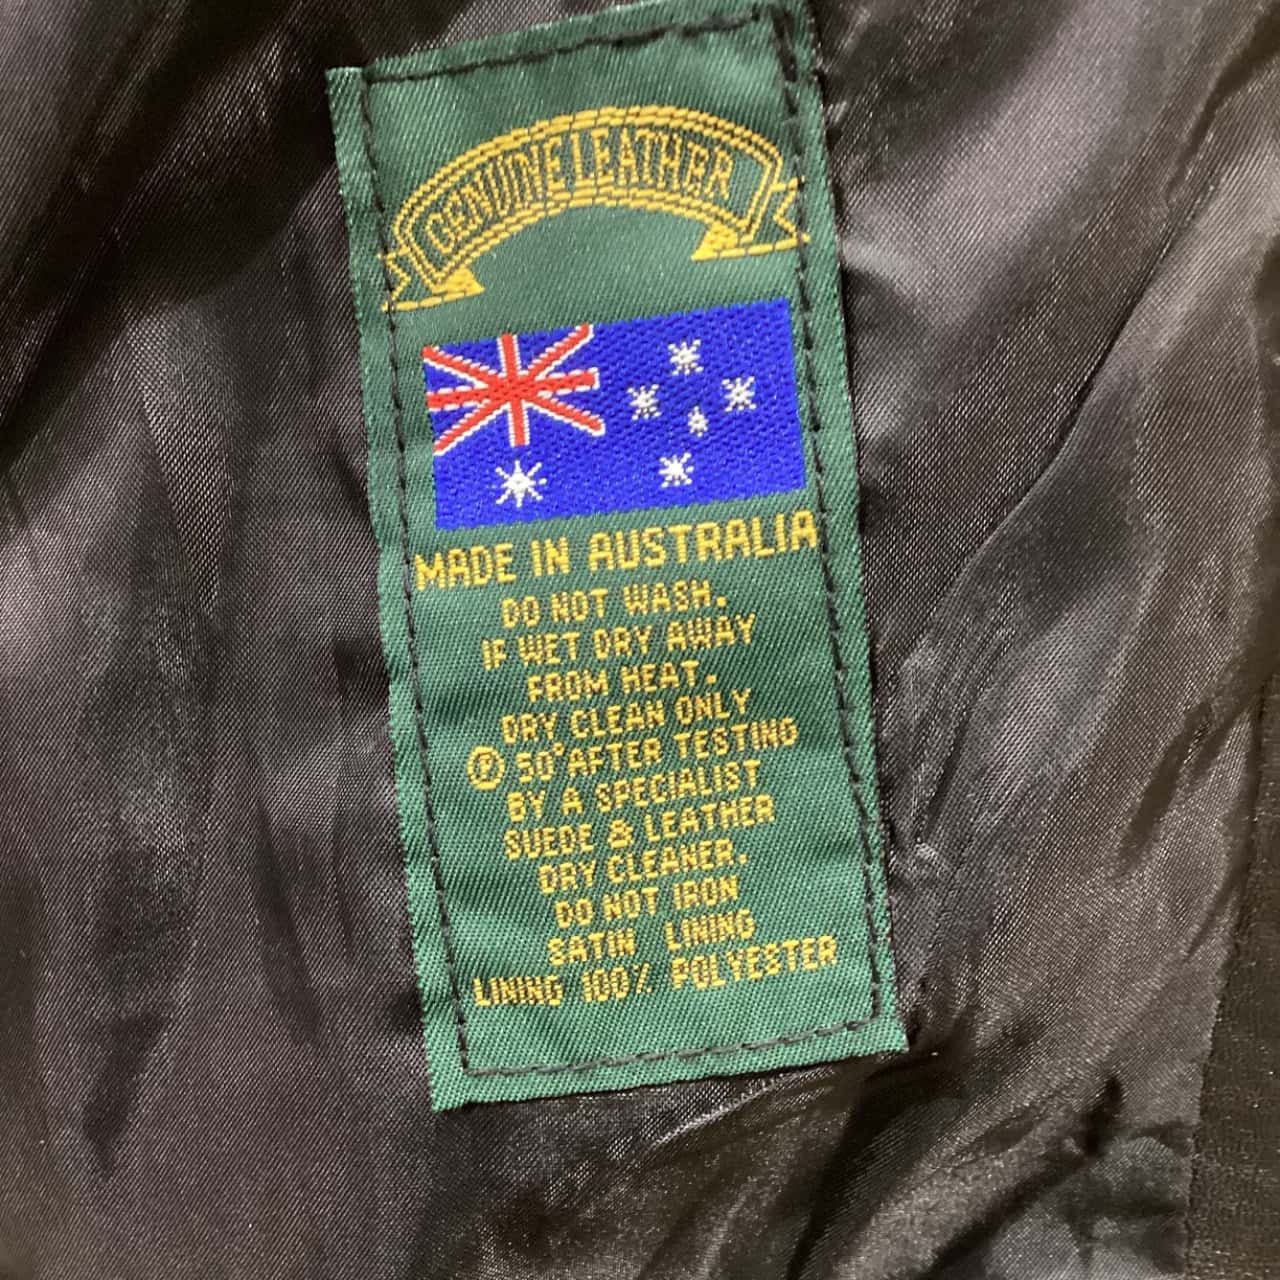 GENUINE LEATHER
MADE IN AUSTRALIA
DO NOT WASH.
IF WET DRY AWAY
FROM HEAT.
DRY CLEAN ONLY
Ⓟ 50° AFTER TESTING
BY A SPECIALIST
SUEDE & LEATHER
DRY CLEANER.
DO NOT IRON
SATIN LINING
LINING 100% POLYESTER